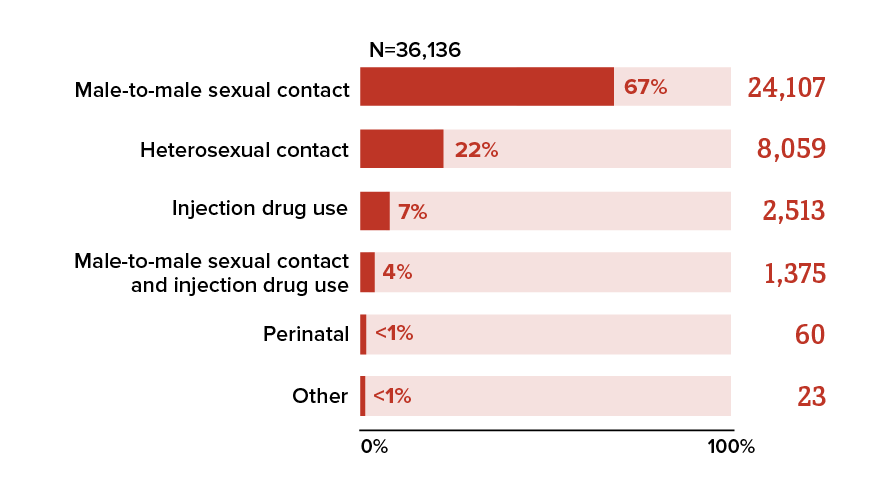 N=36,136
Male-to-male sexual contact 67% 24,107
Heterosexual contact 22% 8,059
Injection drug use 7% 2,513
Male-to-male sexual contact
and injection drug use 4% 1,375
Perinatal <1% 60
Other <1% 23
0% 100%